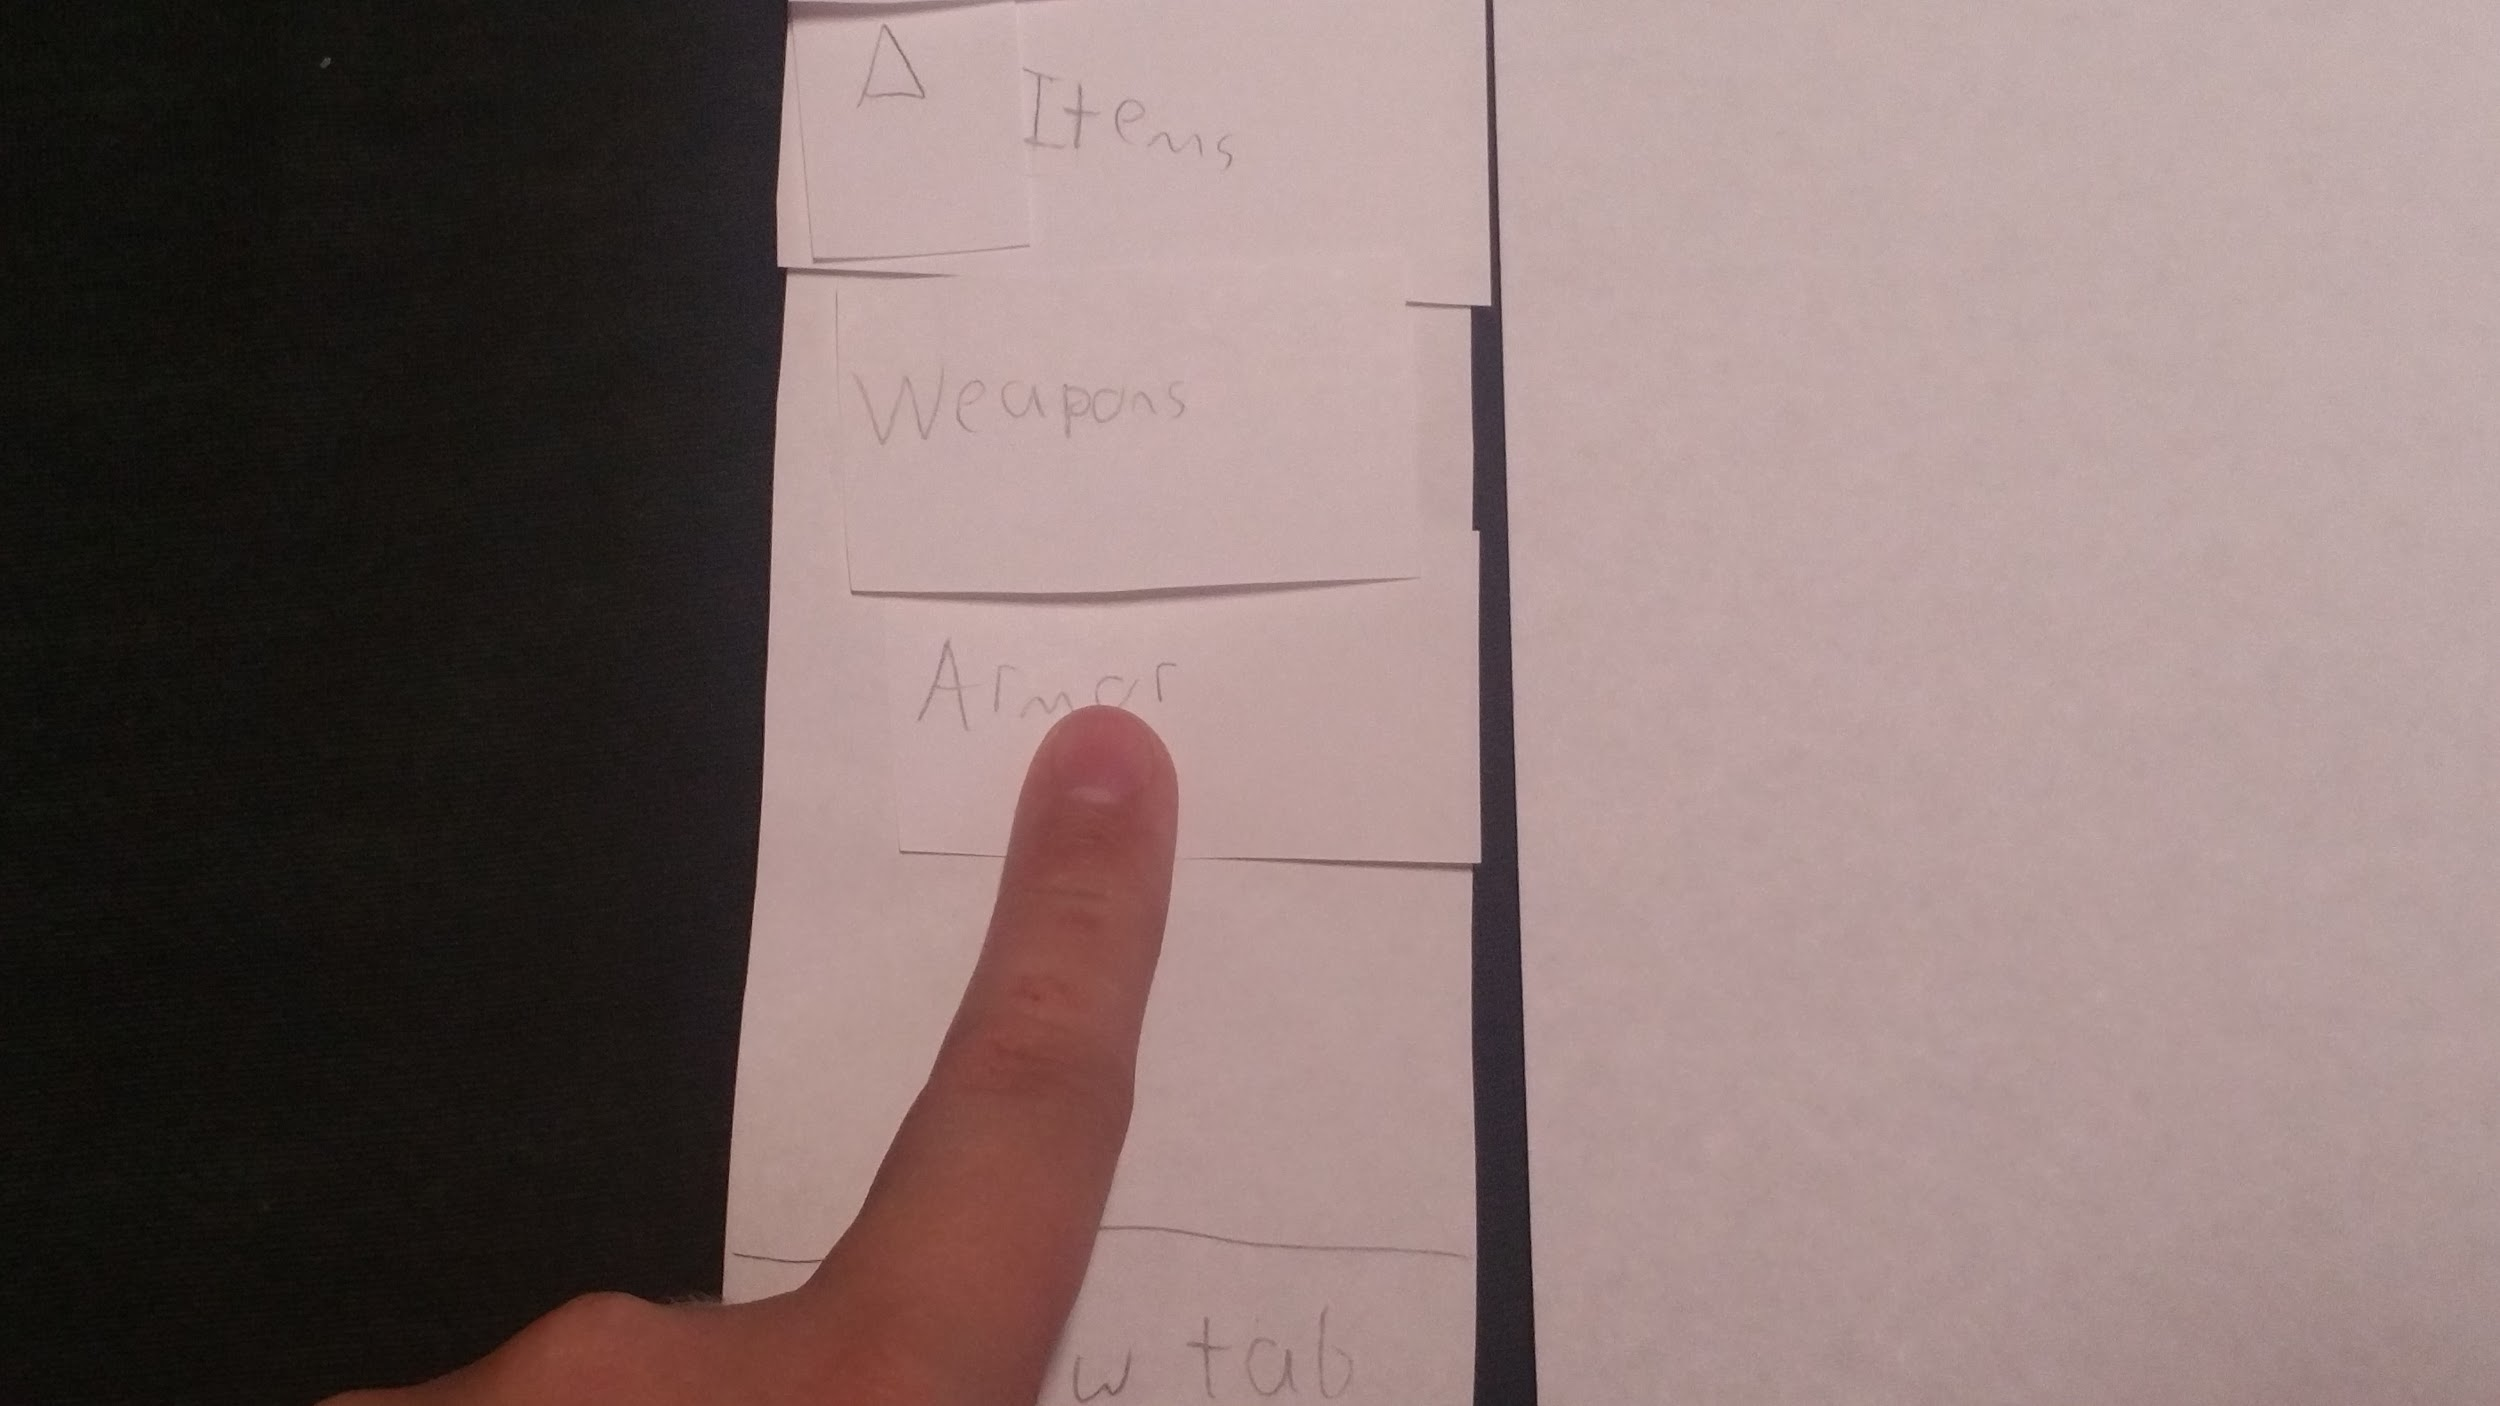 Δ Items
Weapons
Armor
w tab